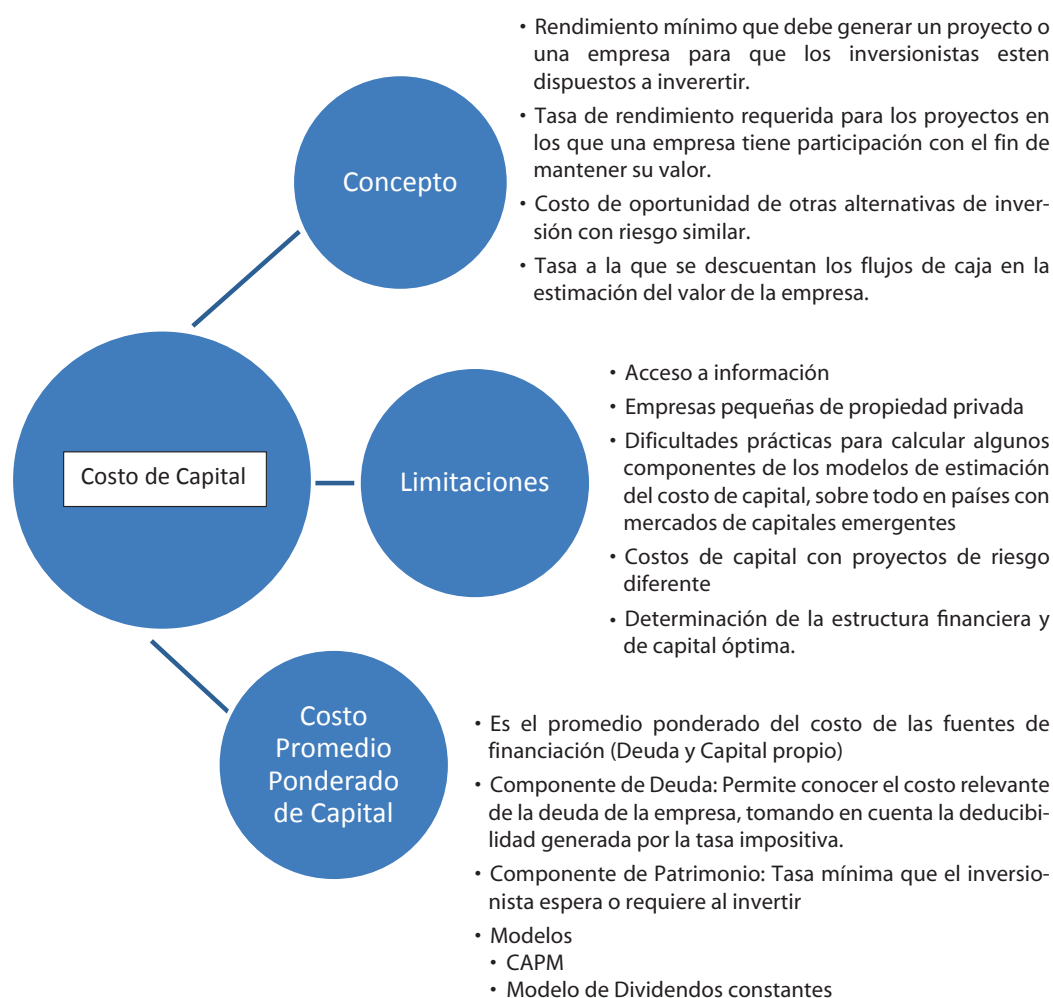 • Rendimiento mínimo que debe generar un proyecto o
una empresa para que los inversionistas esten
dispuestos a inverertir.
• Tasa de rendimiento requerida para los proyectos en
los que una empresa tiene participación con el fin de
mantener su valor.
• Costo de oportunidad de otras alternativas de inver-
sión con riesgo similar.
• Tasa a la que se descuentan los flujos de caja en la
estimación del valor de la empresa.
Concepto
Costo de Capital
Limitaciones
• Acceso a información
• Empresas pequeñas de propiedad privada
• Dificultades prácticas para calcular algunos
componentes de los modelos de estimación
del costo de capital, sobre todo en países con
mercados de capitales emergentes
• Costos de capital con proyectos de riesgo
diferente
• Determinación de la estructura financiera y
de capital óptima.
Costo
Promedio
Ponderado
de Capital
• Es el promedio ponderado del costo de las fuentes de
financiación (Deuda y Capital propio)
• Componente de Deuda: Permite conocer el costo relevante
de la deuda de la empresa, tomando en cuenta la deducibi-
lidad generada por la tasa impositiva.
• Componente de Patrimonio: Tasa mínima que el inversio-
nista espera o requiere al invertir
• Modelos
• CAPM
• Modelo de Dividendos constantes